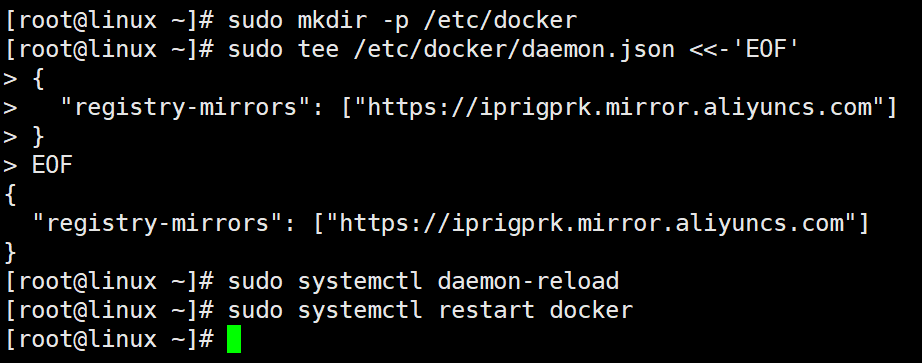 [root@linux ~]# sudo mkdir -p /etc/docker
[root@linux ~]# sudo tee /etc/docker/daemon.json <<-'EOF'
> {
>   "registry-mirrors": ["https://iprigprk.mirror.aliyuncs.com"]
> }
> EOF
{
  "registry-mirrors": ["https://iprigprk.mirror.aliyuncs.com"]
}
[root@linux ~]# sudo systemctl daemon-reload
[root@linux ~]# sudo systemctl restart docker
[root@linux ~]#